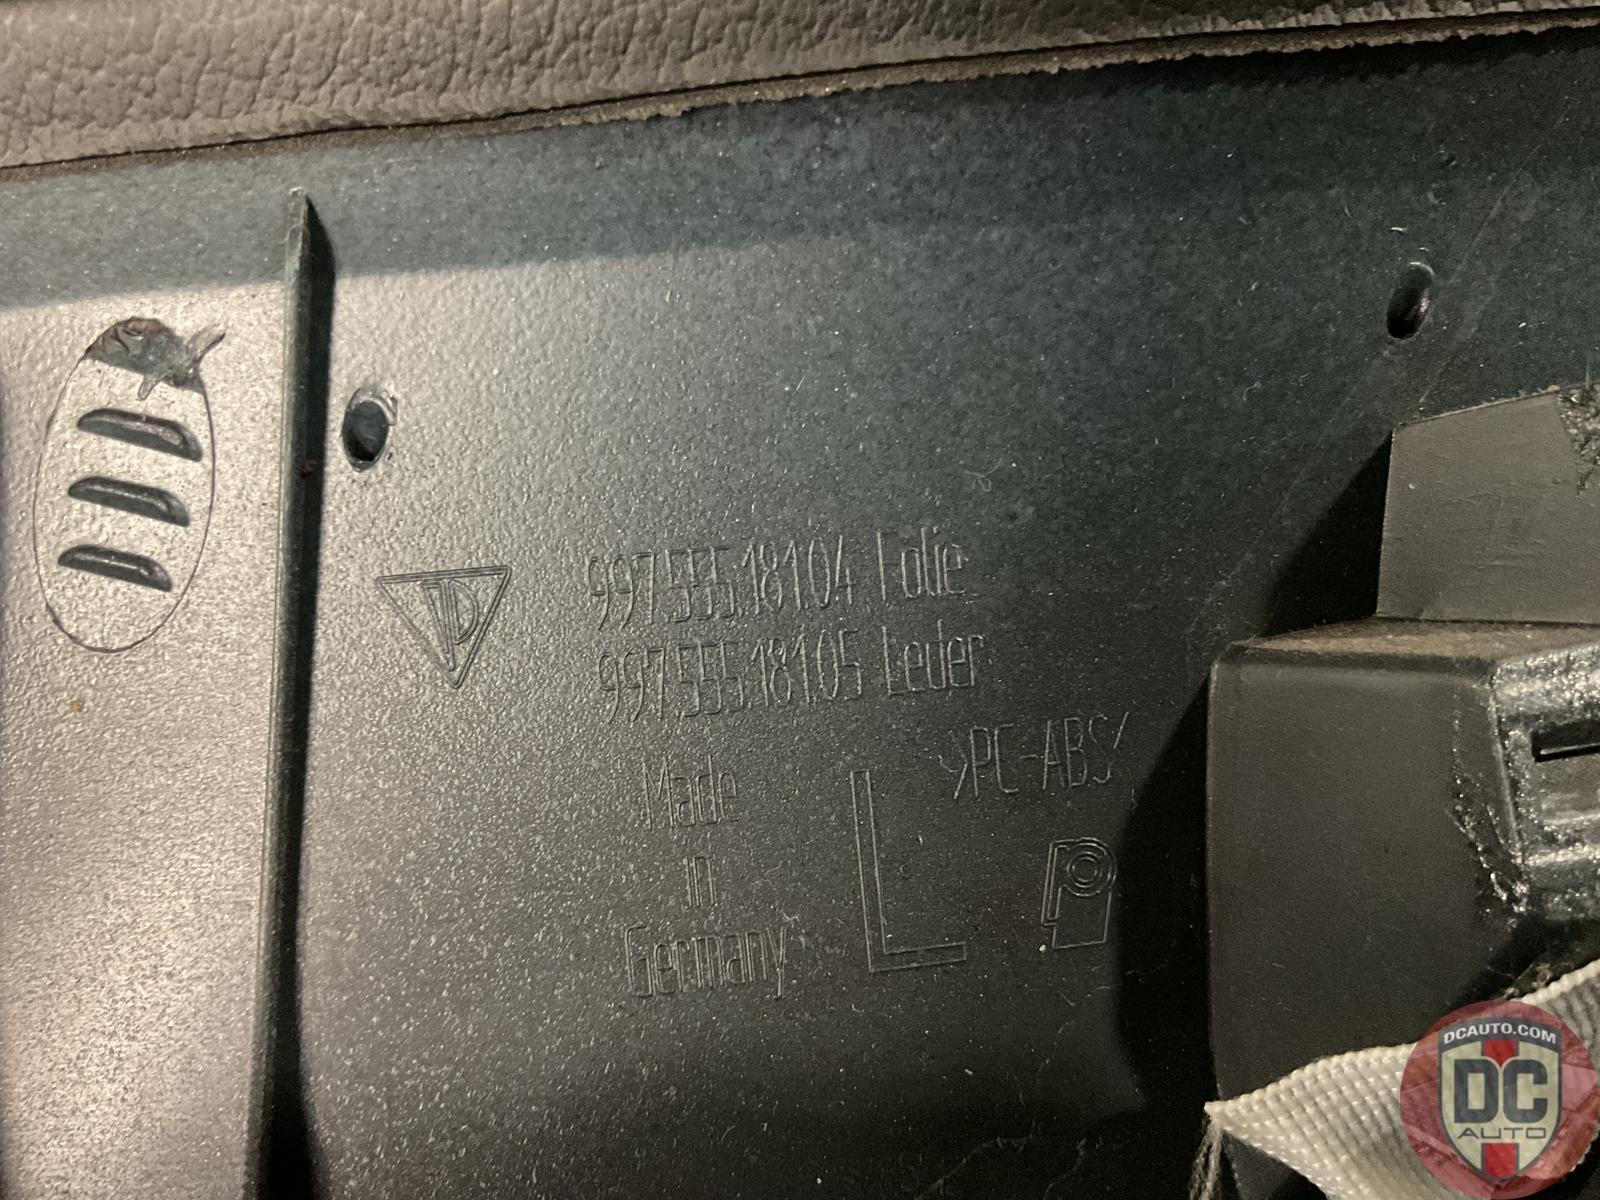 997.555.181.04 Folie
997.555.181.05 Leder
>PC-ABS<
Made
in
Germany
L
DCAUTO.COM
DC
AUTO